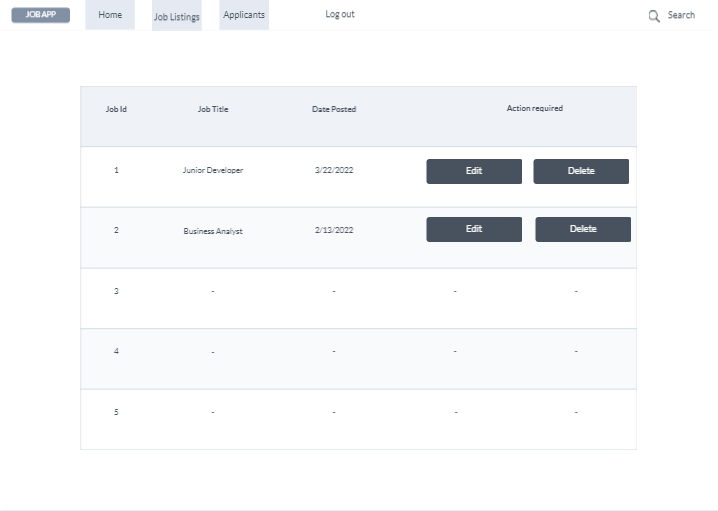 JOB APP Home Job Listings Applicants Log out Search
Job Id Job Title Date Posted Action required
1 Junior Developer 3/22/2022 Edit Delete
2 Business Analyst 2/13/2022 Edit Delete
3 - - - -
4 - - - -
5 - - - -